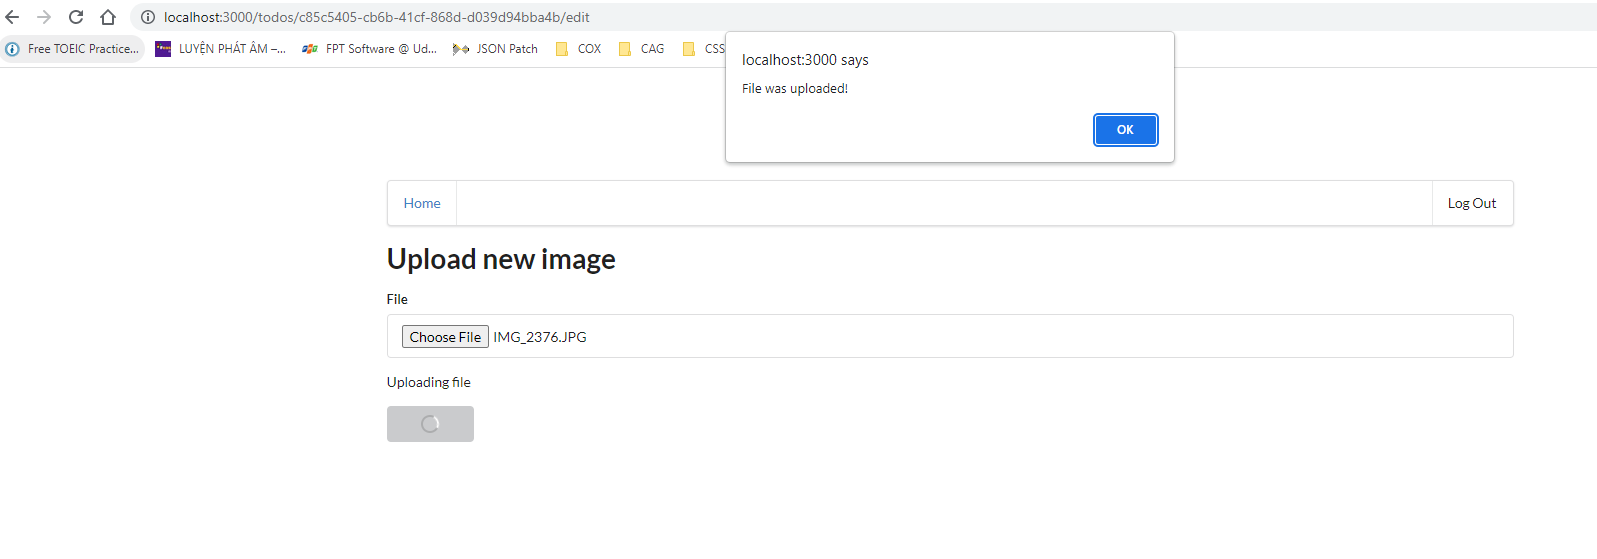 localhost:3000/todos/c85c5405-cb6b-41cf-868d-d039d94bba4b/edit
Free TOEIC Practice... LUYỆN PHÁT ÂM –... FPT Software @ Ud... JSON Patch COX CAG CSS
localhost:3000 says
File was uploaded!
OK
Home Log Out
Upload new image
File
Choose File IMG_2376.JPG
Uploading file